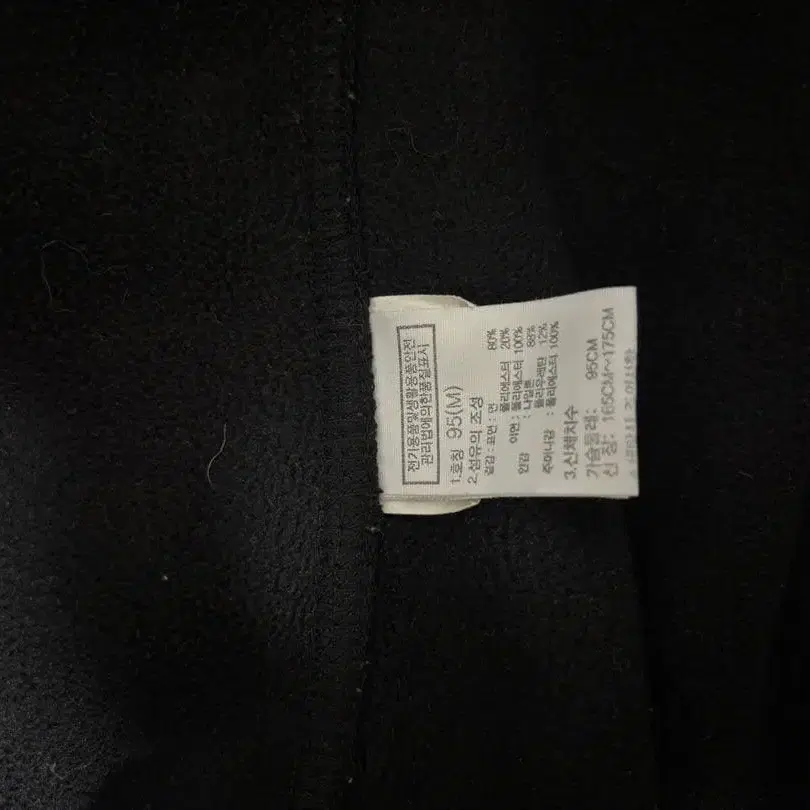 전기용품및생활용품안전
관리법에의한품질표시
1.호칭 95(M)
2.섬유의 조성
겉감 : 표면 : 면 80%
폴리에스터 20%
이면 : 폴리에스터 100%
안감 : 나일론 88%
폴리우레탄 12%
주머니감 : 폴리에스터 100%
3.신체치수
가슴둘레: 95CM
신 장: 165CM~175CM